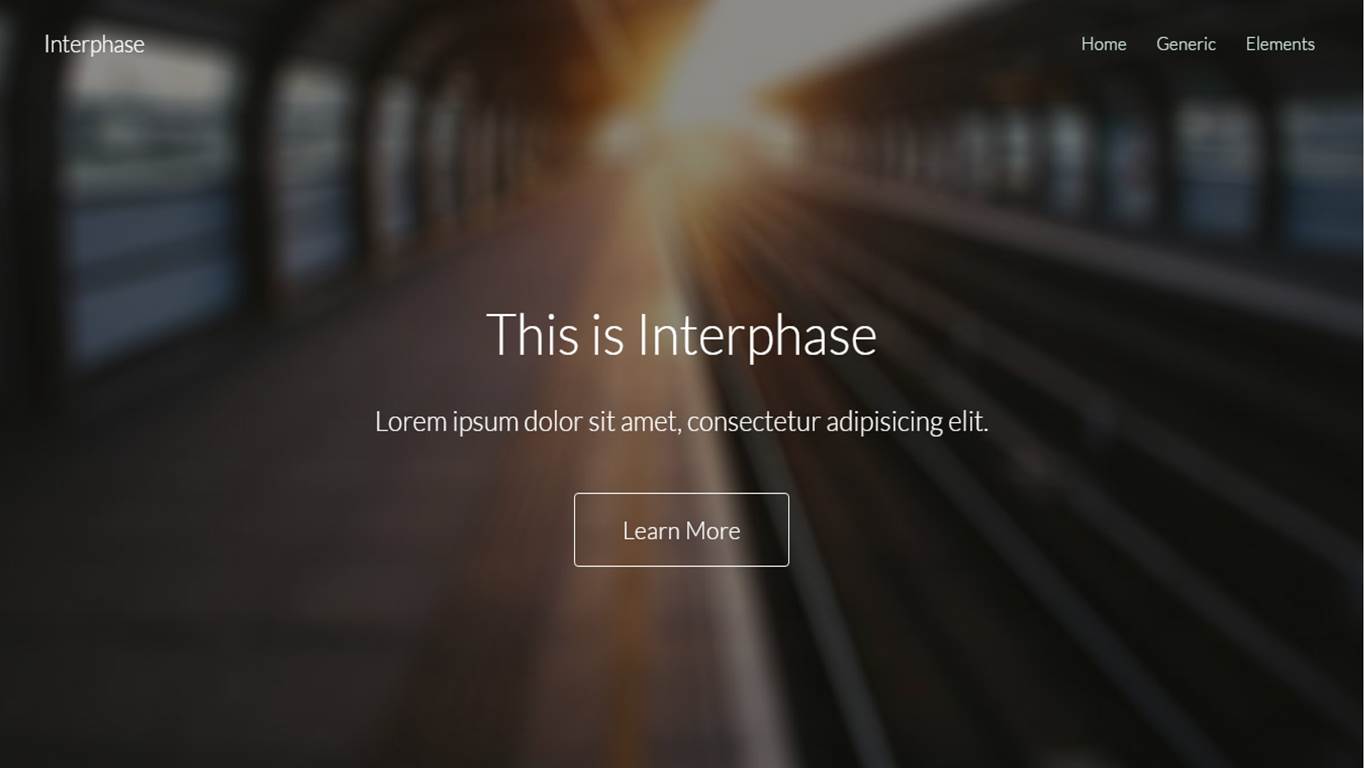 Interphase
Home Generic Elements
This is Interphase
Lorem ipsum dolor sit amet, consectetur adipisicing elit.
Learn More